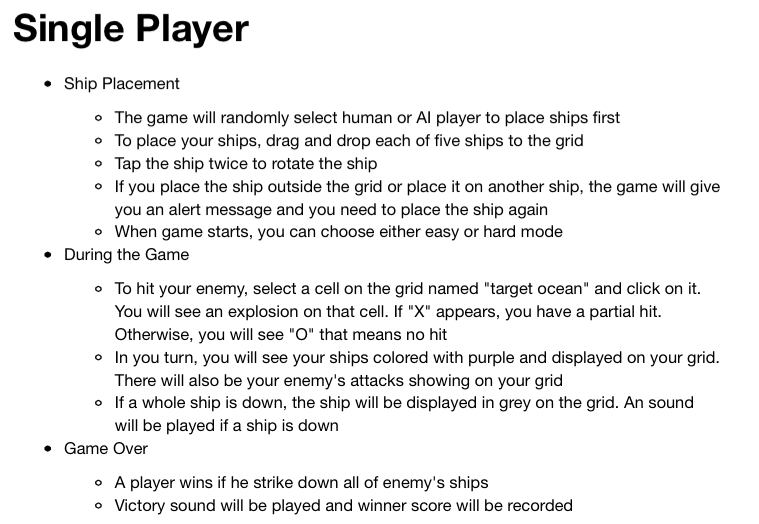 Single Player
Ship Placement
The game will randomly select human or AI player to place ships first
To place your ships, drag and drop each of five ships to the grid
Tap the ship twice to rotate the ship
If you place the ship outside the grid or place it on another ship, the game will give
you an alert message and you need to place the ship again
When game starts, you can choose either easy or hard mode
During the Game
To hit your enemy, select a cell on the grid named "target ocean" and click on it.
You will see an explosion on that cell. If "X" appears, you have a partial hit.
Otherwise, you will see "O" that means no hit
In you turn, you will see your ships colored with purple and displayed on your grid.
There will also be your enemy's attacks showing on your grid
If a whole ship is down, the ship will be displayed in grey on the grid. An sound
will be played if a ship is down
Game Over
A player wins if he strike down all of enemy's ships
Victory sound will be played and winner score will be recorded